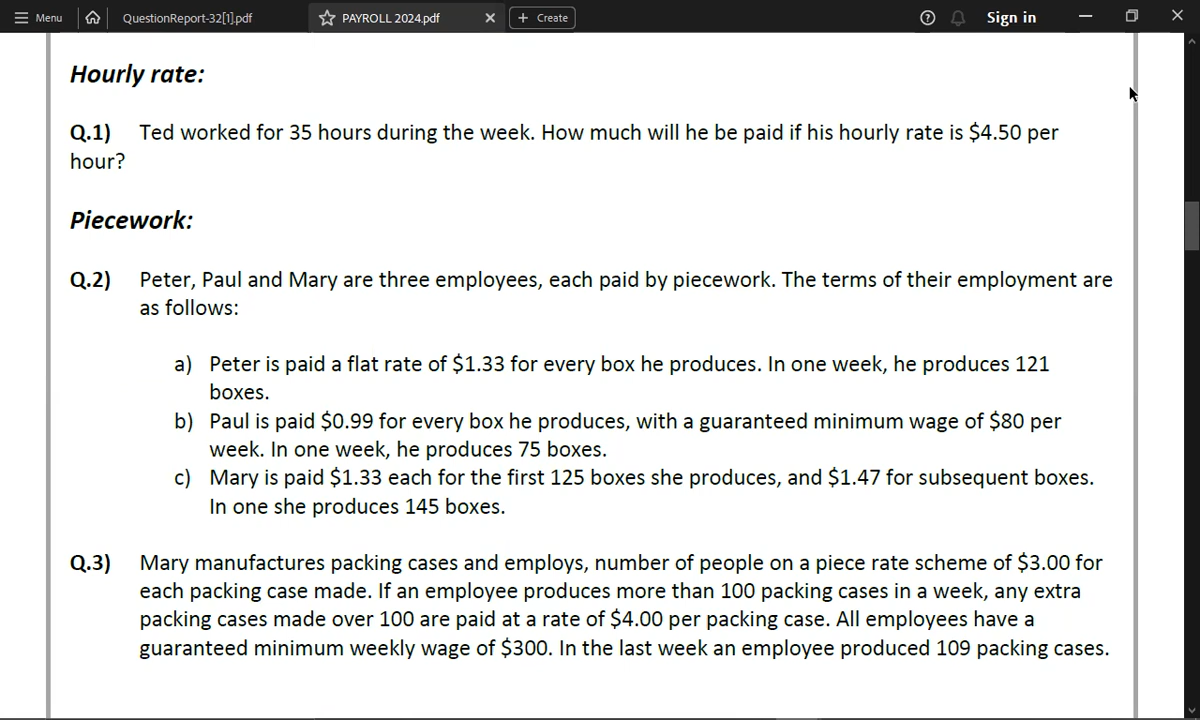 Menu QuestionReport-32[1].pdf PAYROLL 2024.pdf Create Sign in
Hourly rate:
Q.1) Ted worked for 35 hours during the week. How much will he be paid if his hourly rate is $4.50 per
hour?
Piecework:
Q.2) Peter, Paul and Mary are three employees, each paid by piecework. The terms of their employment are
as follows:
a) Peter is paid a flat rate of $1.33 for every box he produces. In one week, he produces 121
boxes.
b) Paul is paid $0.99 for every box he produces, with a guaranteed minimum wage of $80 per
week. In one week, he produces 75 boxes.
c) Mary is paid $1.33 each for the first 125 boxes she produces, and $1.47 for subsequent boxes.
In one she produces 145 boxes.
Q.3) Mary manufactures packing cases and employs, number of people on a piece rate scheme of $3.00 for
each packing case made. If an employee produces more than 100 packing cases in a week, any extra
packing cases made over 100 are paid at a rate of $4.00 per packing case. All employees have a
guaranteed minimum weekly wage of $300. In the last week an employee produced 109 packing cases.